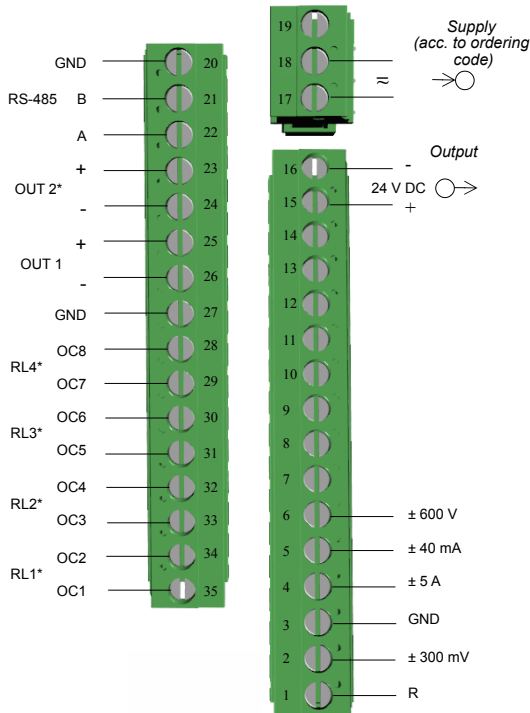 GND 20
RS-485 B 21
A 22
+ 23
OUT 2*
- 24
+ 25
OUT 1
- 26
GND 27
OC8 28
RL4*
OC7 29
OC6 30
RL3*
OC5 31
OC4 32
RL2*
OC3 33
OC2 34
RL1*
OC1 35
19
18
17
≂
Supply
(acc. to ordering
code)
16 -
Output
24 V DC
15 +
14
13
12
11
10
9
8
7
6 ± 600 V
5 ± 40 mA
4 ± 5 A
3 GND
2 ± 300 mV
1 R